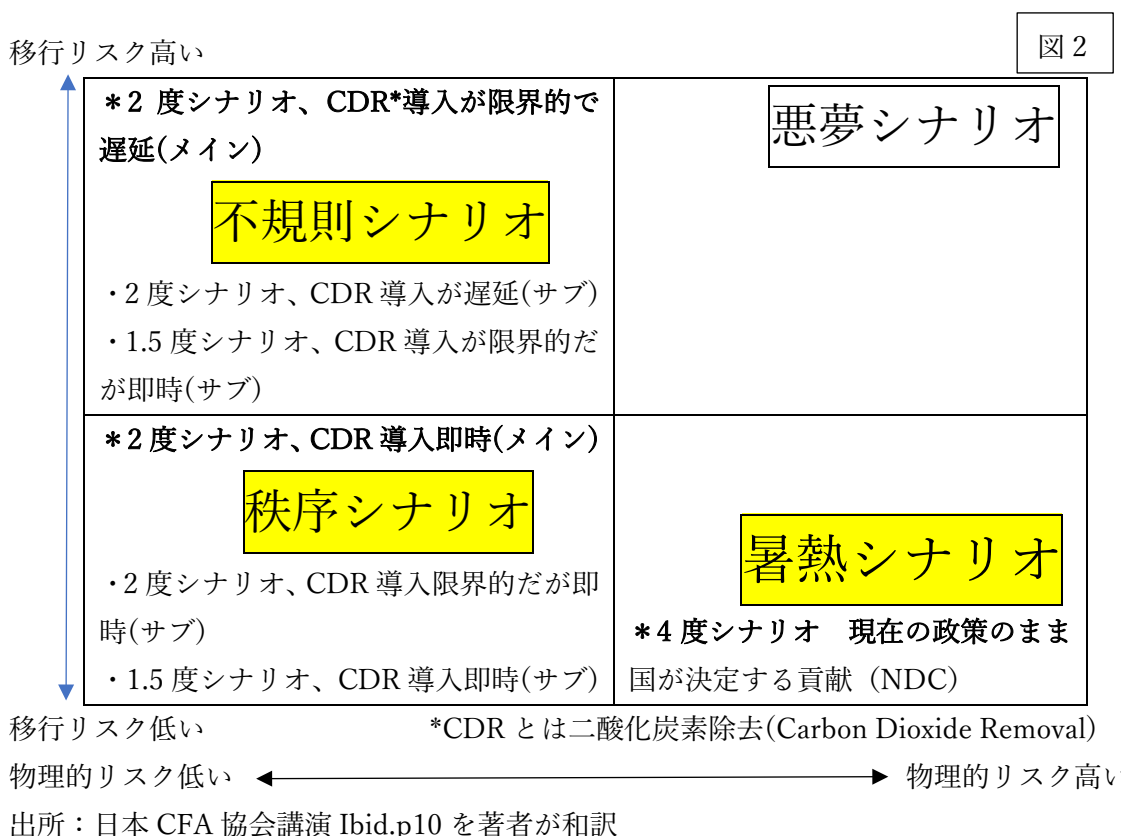 図 2
移行リスク高い
*2 度シナリオ、CDR*導入が限界的で
遅延(メイン)
不規則シナリオ
・2 度シナリオ、CDR 導入が遅延(サブ)
・1.5 度シナリオ、CDR 導入が限界的だ
が即時(サブ)
悪夢シナリオ
*2 度シナリオ、CDR 導入即時(メイン)
秩序シナリオ
・2 度シナリオ、CDR 導入限界的だが即
時(サブ)
・1.5 度シナリオ、CDR 導入即時(サブ)
暑熱シナリオ
*4 度シナリオ　現在の政策のまま
国が決定する貢献（NDC）
移行リスク低い
*CDR とは二酸化炭素除去(Carbon Dioxide Removal)
物理的リスク低い
物理的リスク高い
出所：日本 CFA 協会講演 Ibid.p10 を著者が和訳